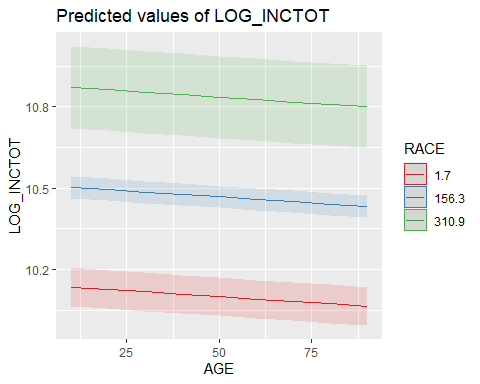 Predicted values of LOG_INCTOT
10.8
10.5
10.2
LOG_INCTOT
25
50
75
AGE
RACE
1.7
156.3
310.9